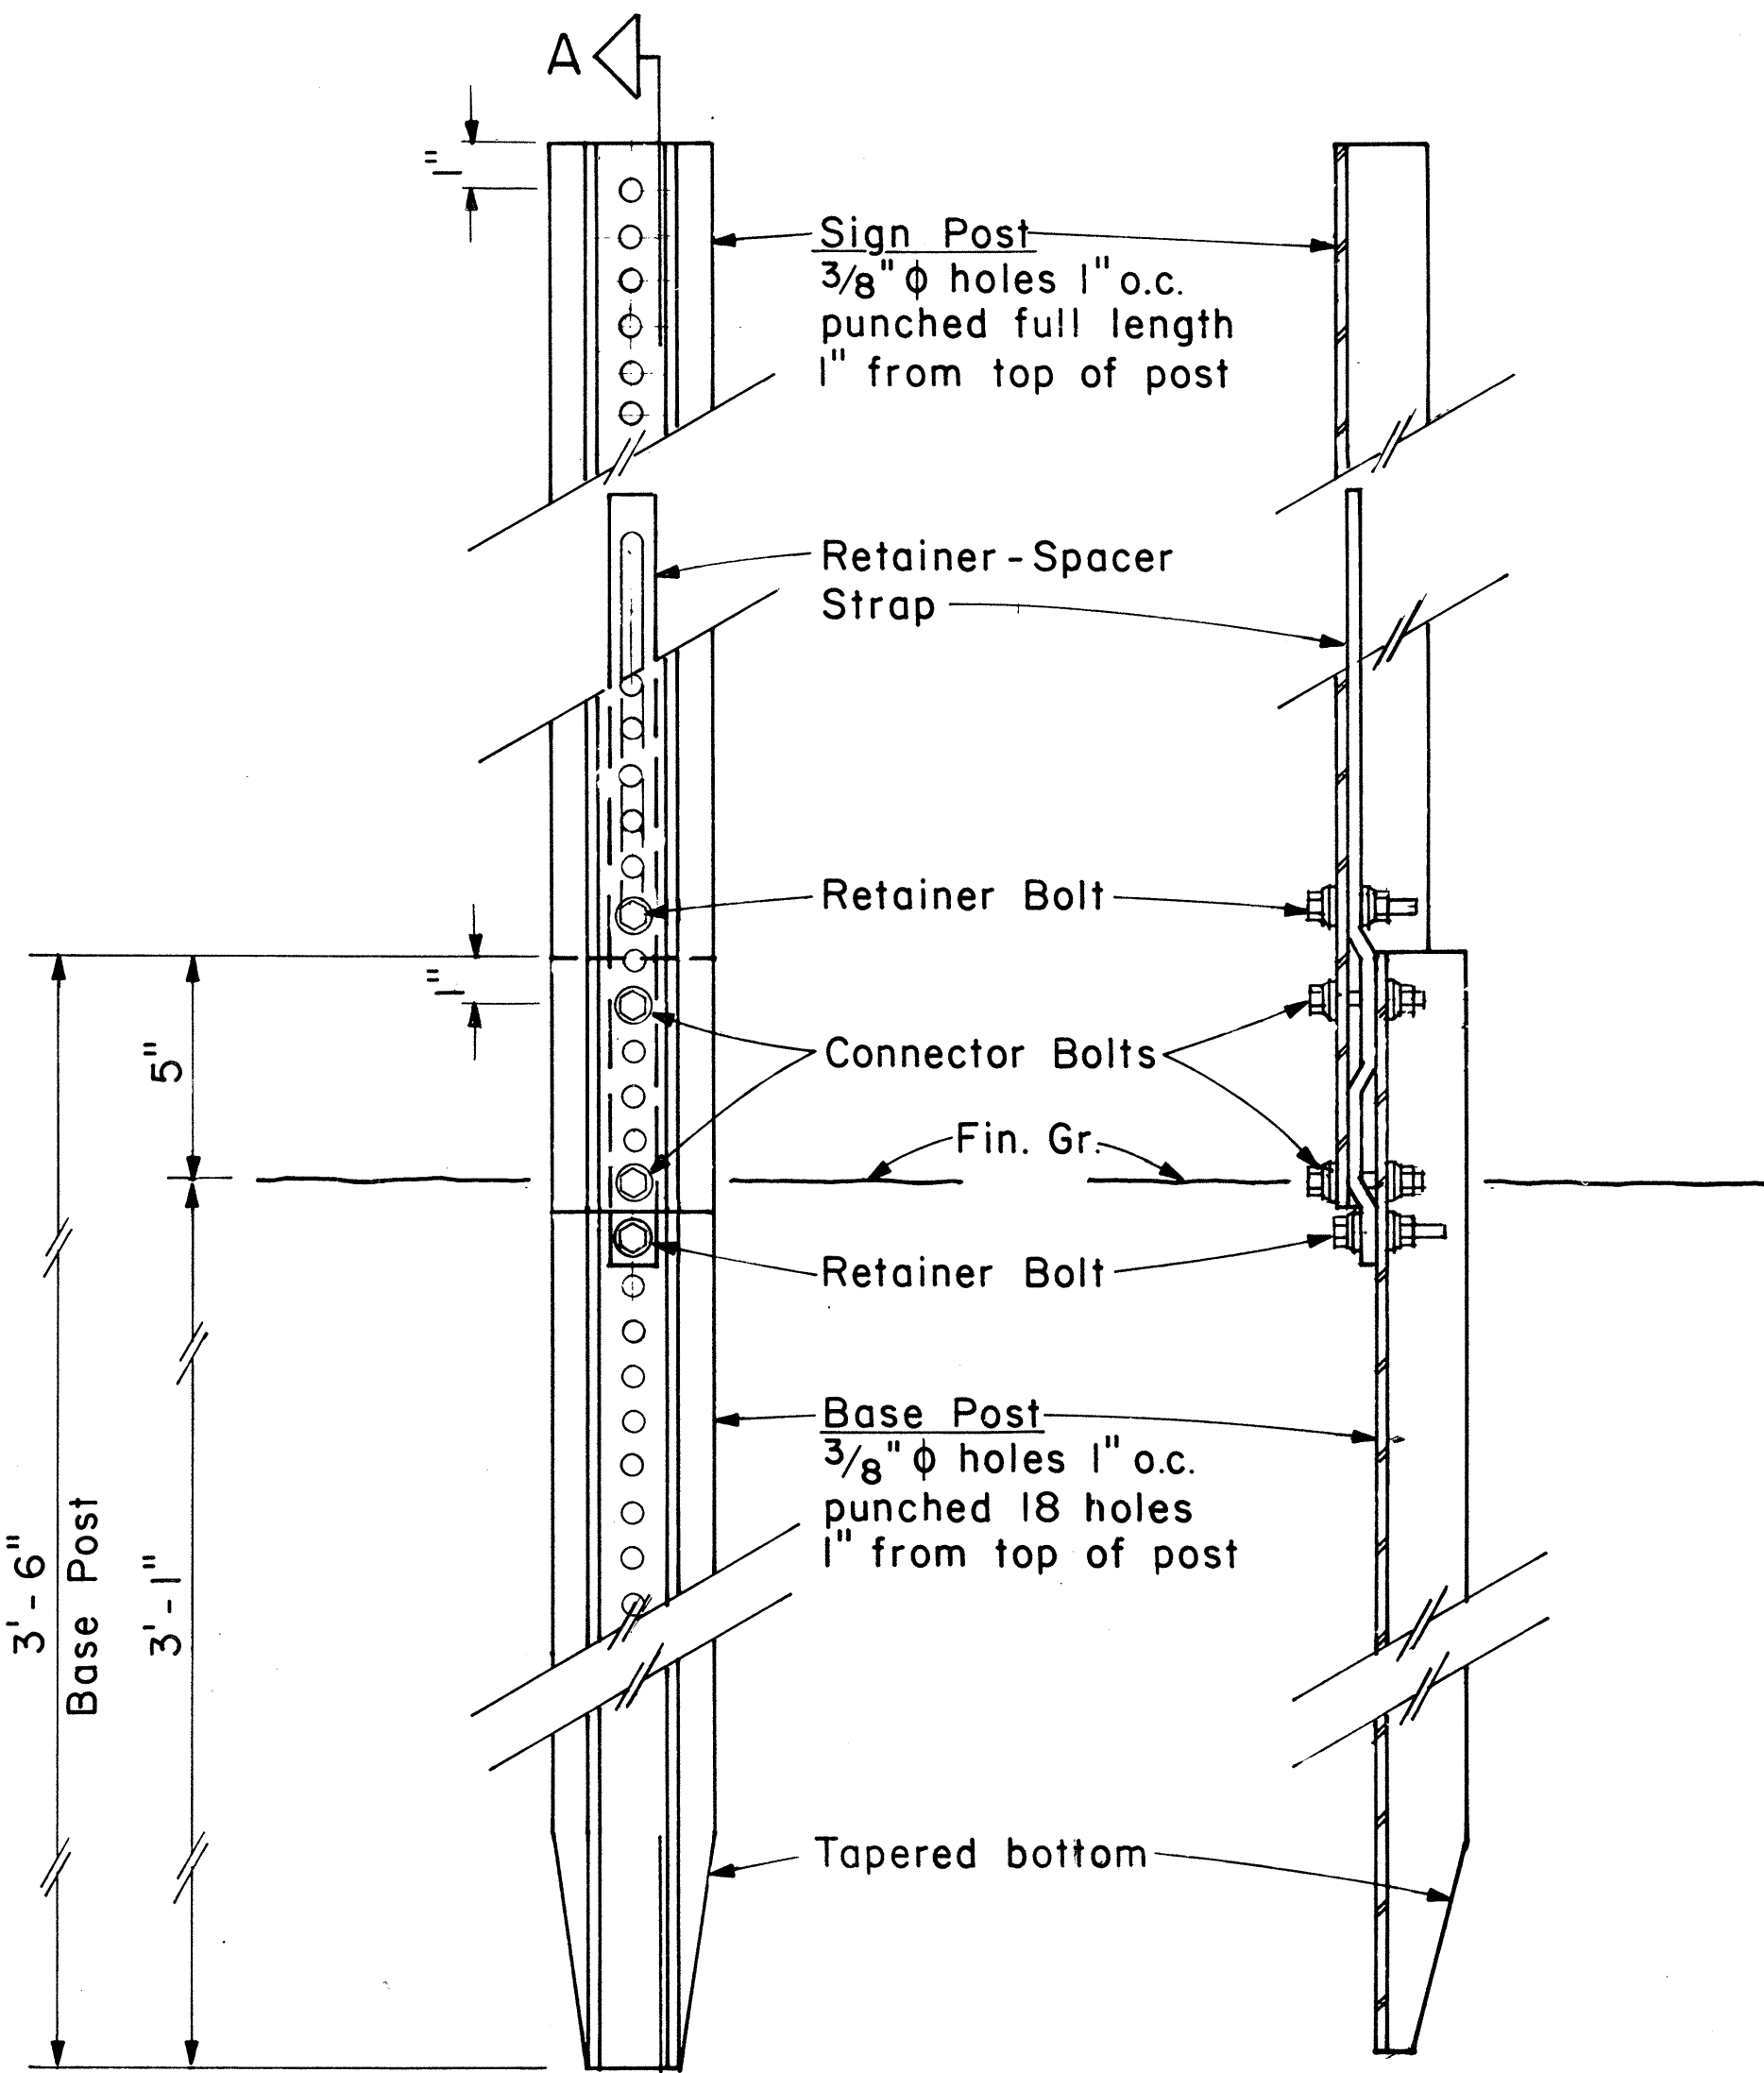 A
1"
Sign Post
3/8" ϕ holes 1" o.c.
punched full length
1" from top of post
Retainer - Spacer
Strap
Retainer Bolt
1"
5"
Connector Bolts
Fin. Gr.
Retainer Bolt
Base Post
3/8" ϕ holes 1" o.c.
punched 18 holes
1" from top of post
3' - 6"
Base Post
3' - 1"
Tapered bottom